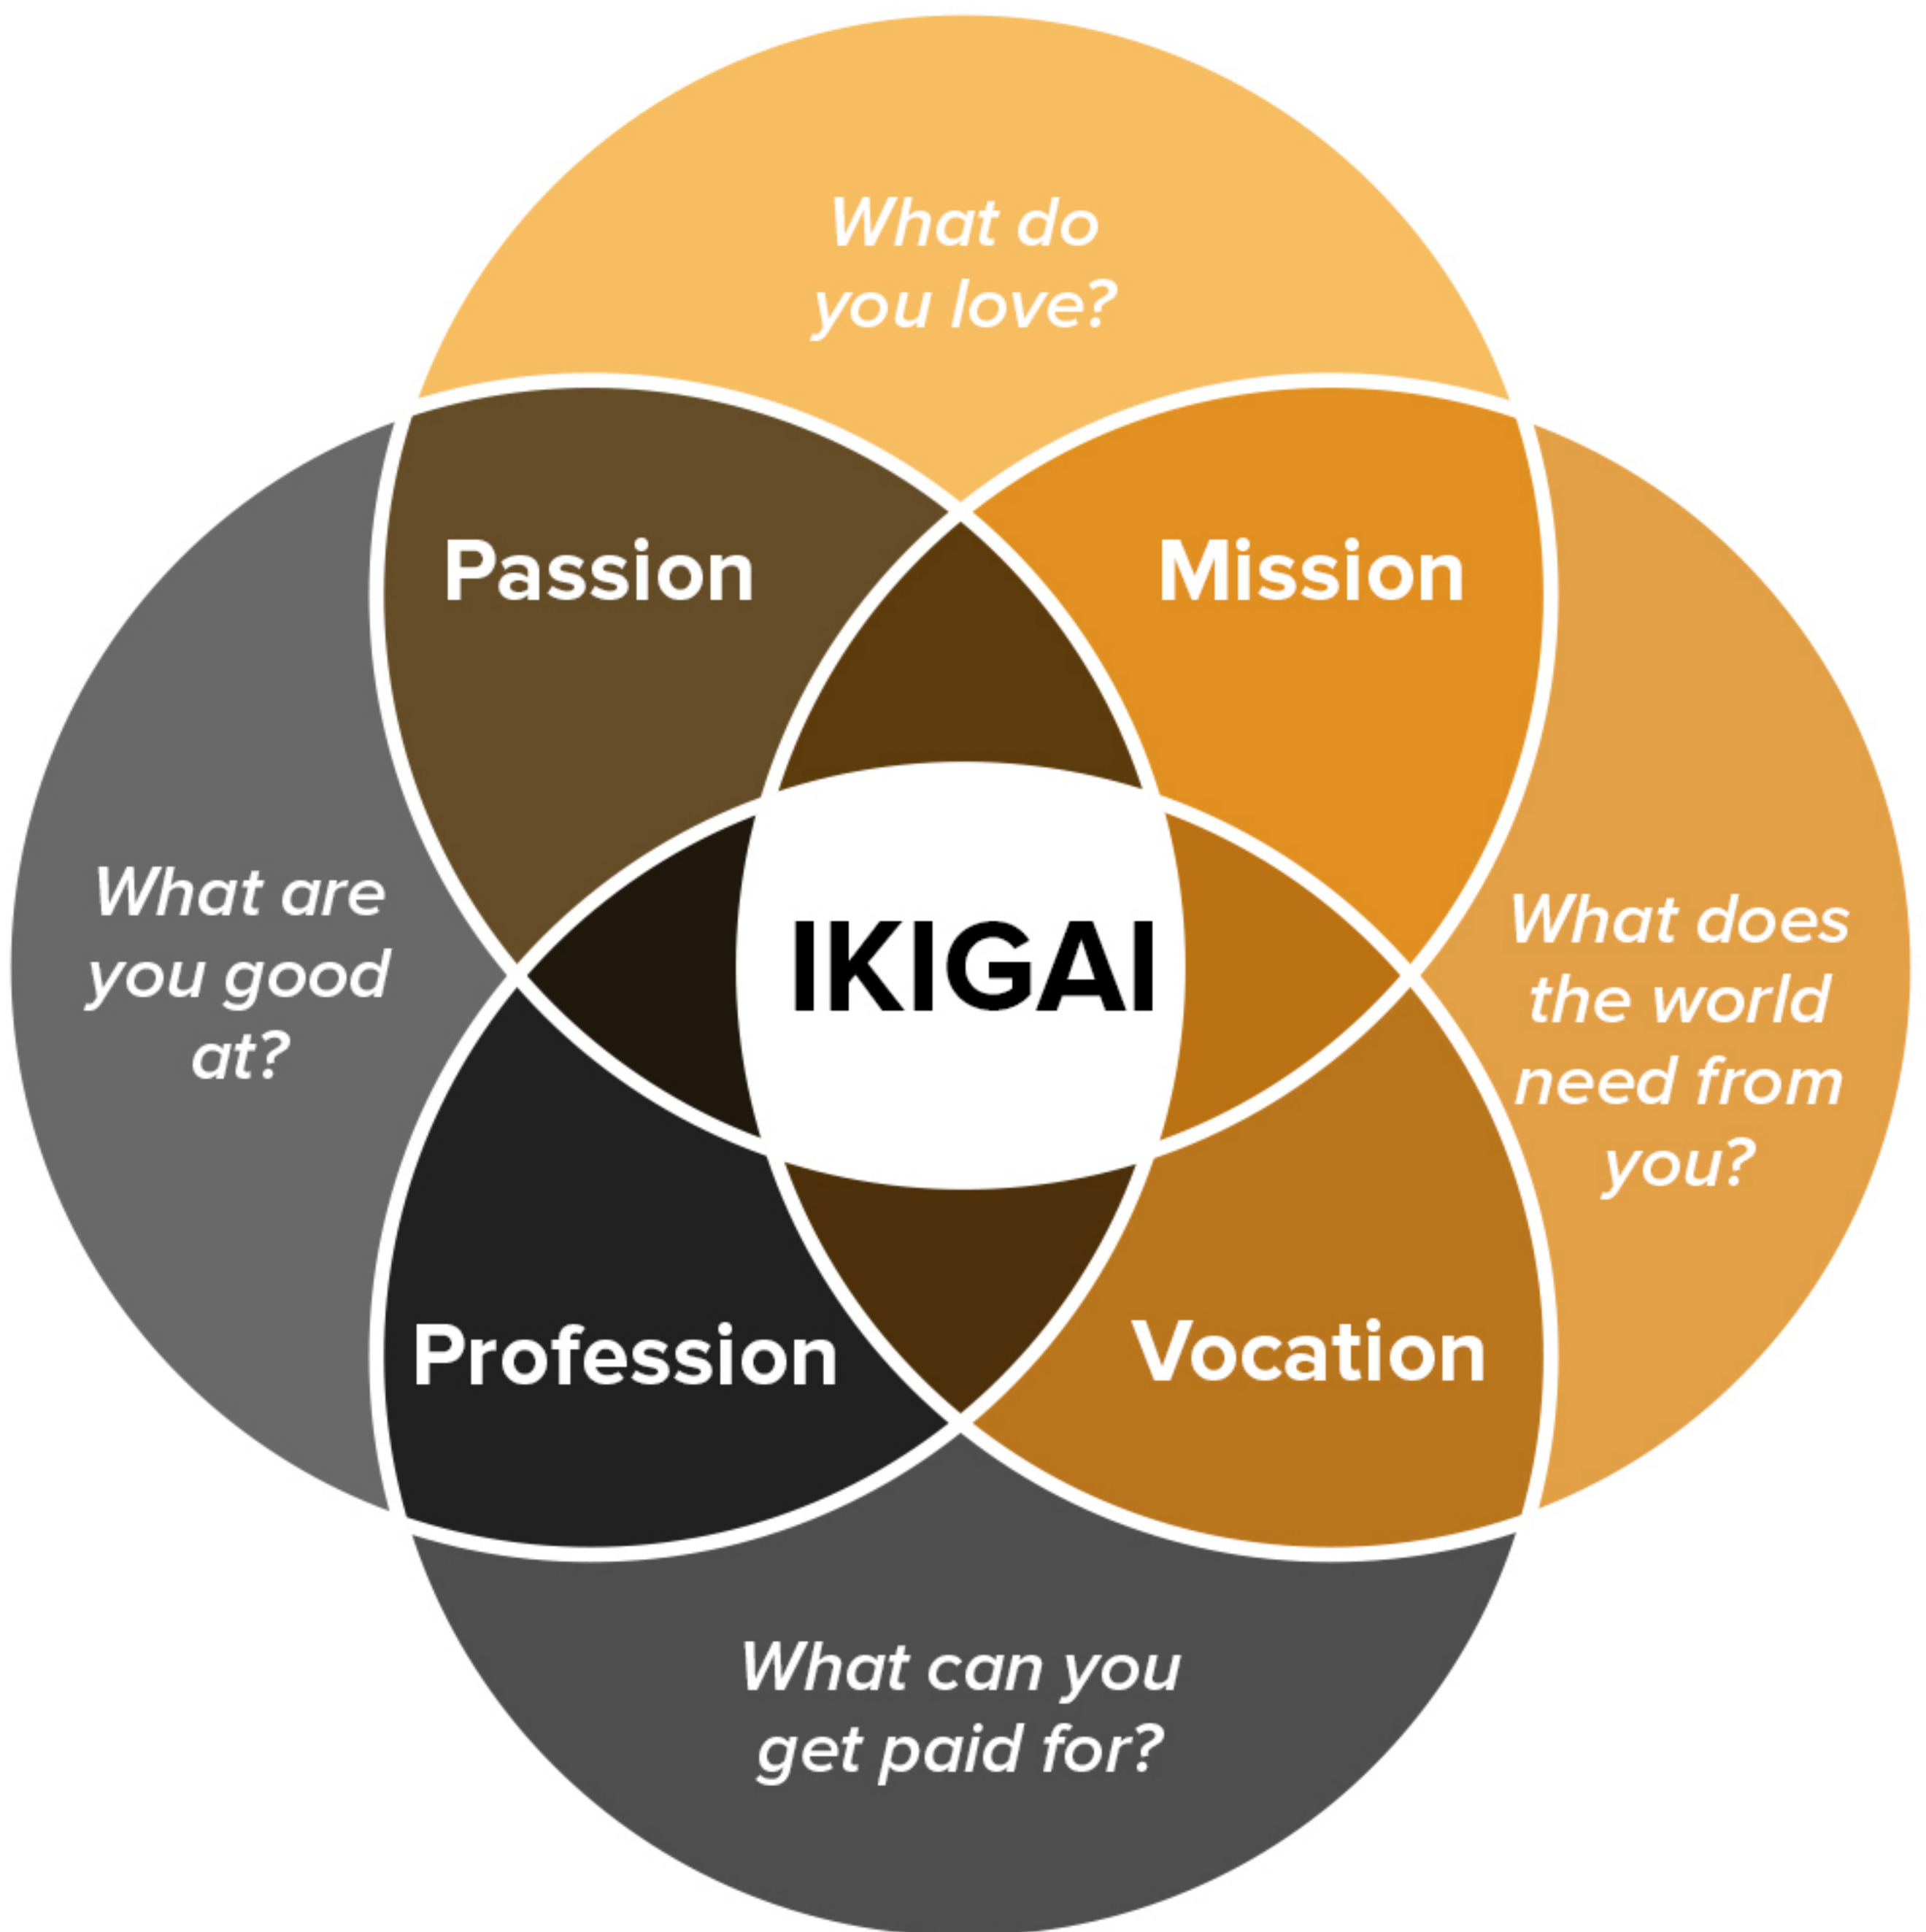 What do
you love?
Passion
Mission
What are
you good
at?
IKIGAI
What does
the world
need from
you?
Profession
Vocation
What can you
get paid for?